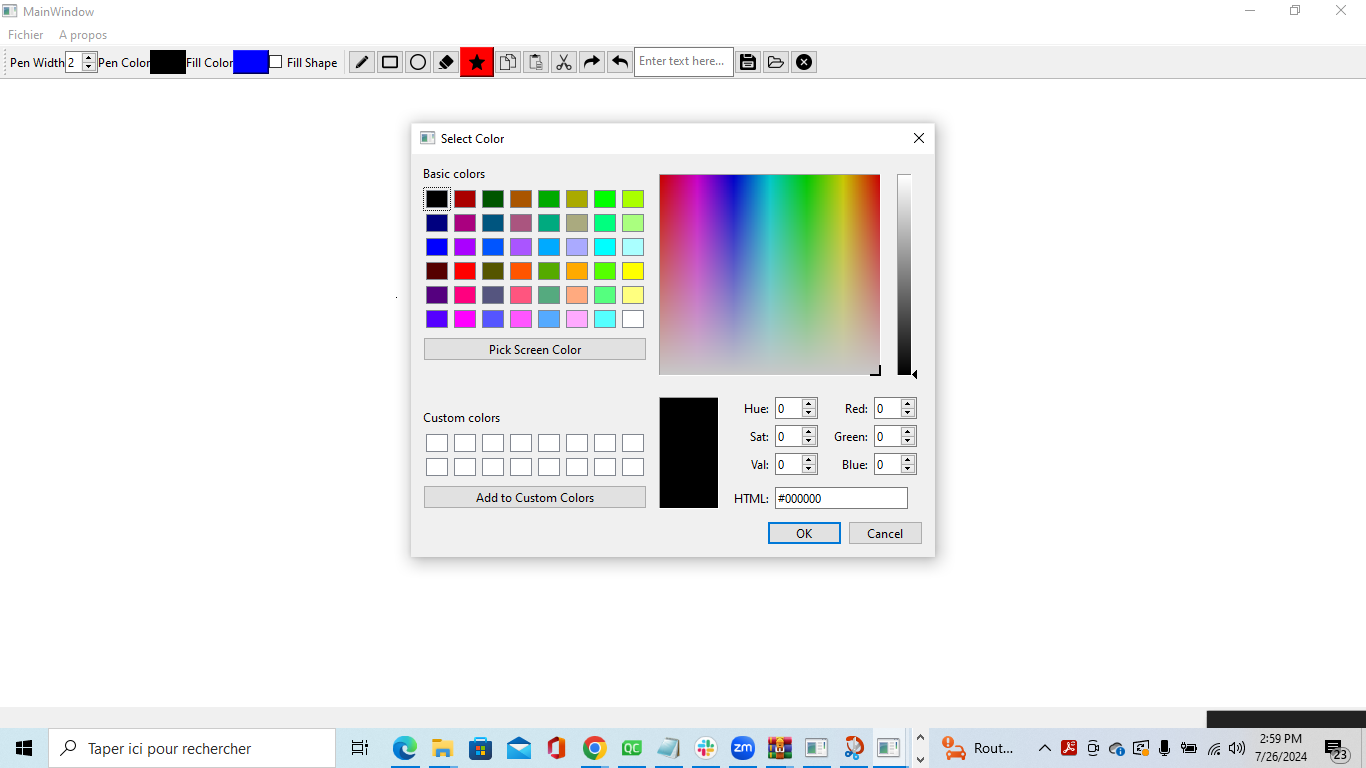 MainWindow
Fichier A propos
Pen Width 2 Pen Color Fill Color Fill Shape Enter text here...
Select Color
Basic colors
Pick Screen Color
Custom colors
Add to Custom Colors
Hue: 0 Red: 0
Sat: 0 Green: 0
Val: 0 Blue: 0
HTML: #000000
OK Cancel
Taper ici pour rechercher
QC
zm
Rout...
2:59 PM
7/26/2024
23